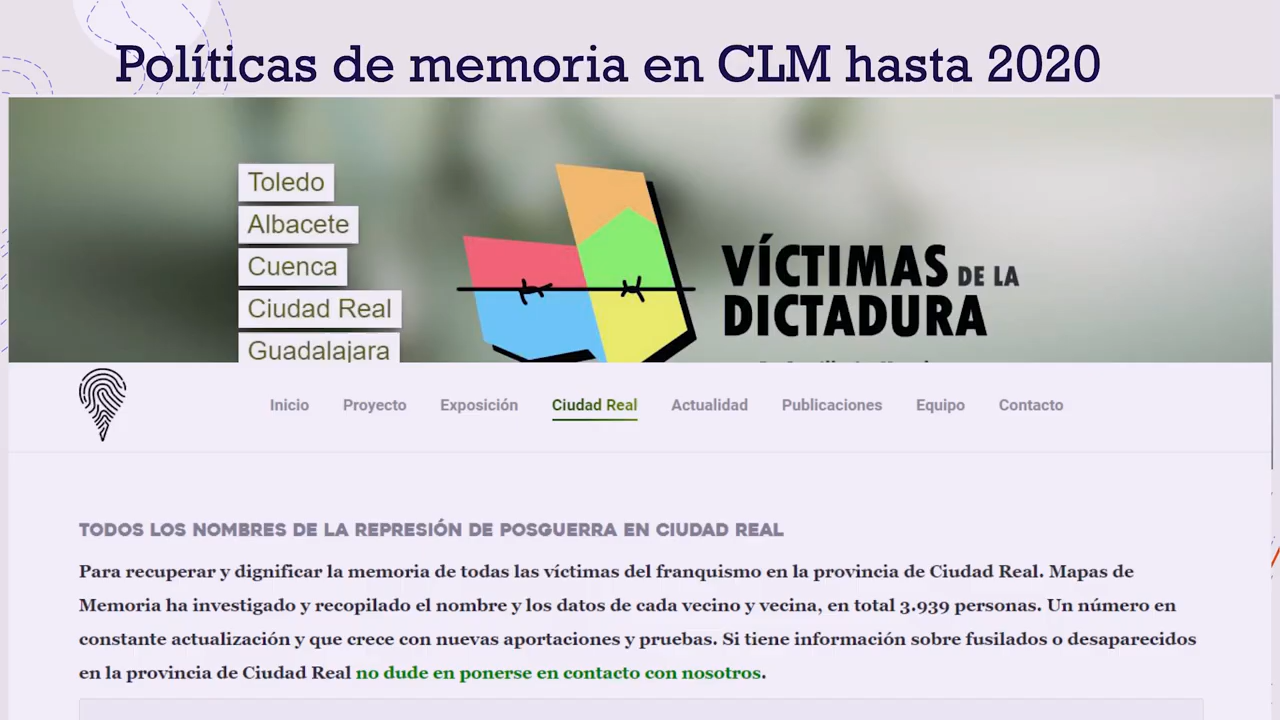 Políticas de memoria en CLM hasta 2020
Toledo
Albacete
Cuenca
Ciudad Real
Guadalajara
VÍCTIMAS DE LA
DICTADURA
Inicio Proyecto Exposición Ciudad Real Actualidad Publicaciones Equipo Contacto
TODOS LOS NOMBRES DE LA REPRESIÓN DE POSGUERRA EN CIUDAD REAL
Para recuperar y dignificar la memoria de todas las víctimas del franquismo en la provincia de Ciudad Real. Mapas de
Memoria ha investigado y recopilado el nombre y los datos de cada vecino y vecina, en total 3.939 personas. Un número en
constante actualización y que crece con nuevas aportaciones y pruebas. Si tiene información sobre fusilados o desaparecidos
en la provincia de Ciudad Real no dude en ponerse en contacto con nosotros.